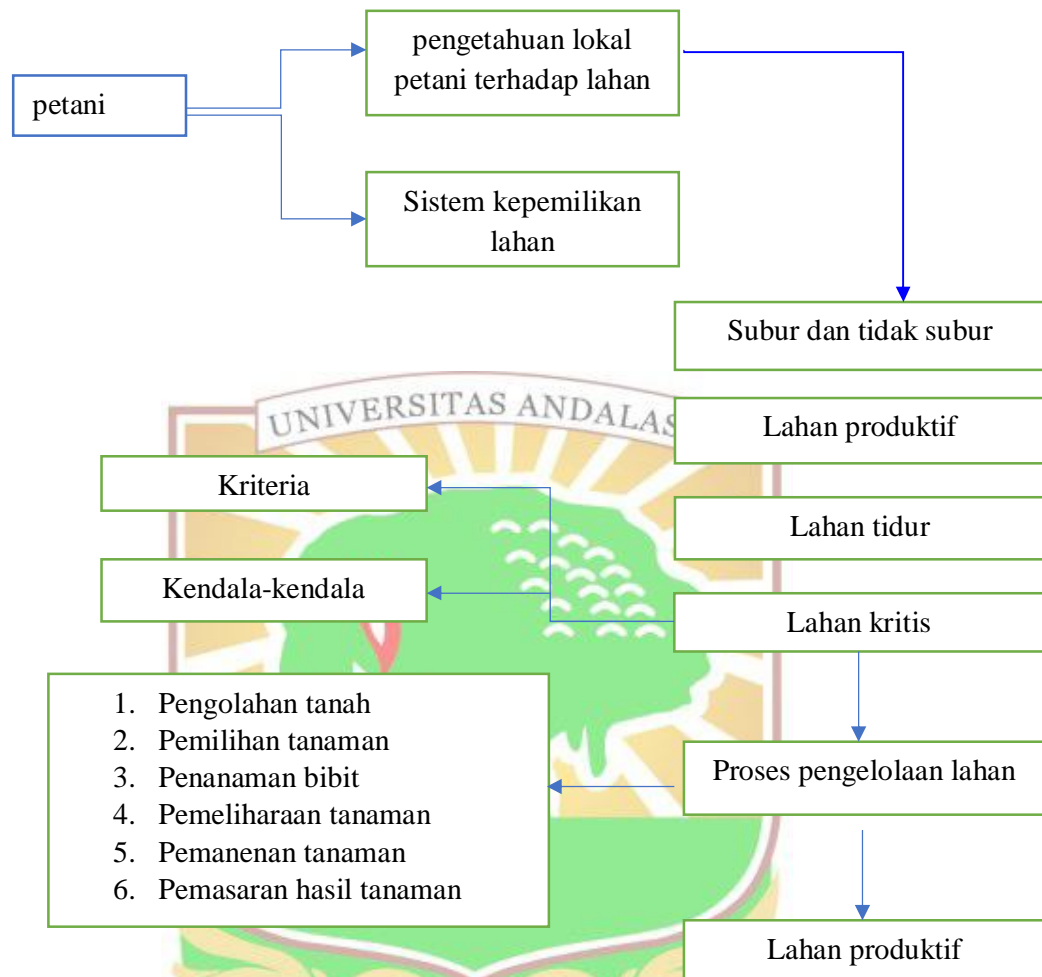 pengetahuan lokal
petani terhadap lahan
petani
Sistem kepemilikan
lahan
Subur dan tidak subur
UNIVERSITAS ANDALAS
Lahan produktif
Kriteria
Lahan tidur
Kendala-kendala
Lahan kritis
1. Pengolahan tanah
2. Pemilihan tanaman
3. Penanaman bibit
4. Pemeliharaan tanaman
5. Pemanenan tanaman
6. Pemasaran hasil tanaman
Proses pengelolaan lahan
Lahan produktif